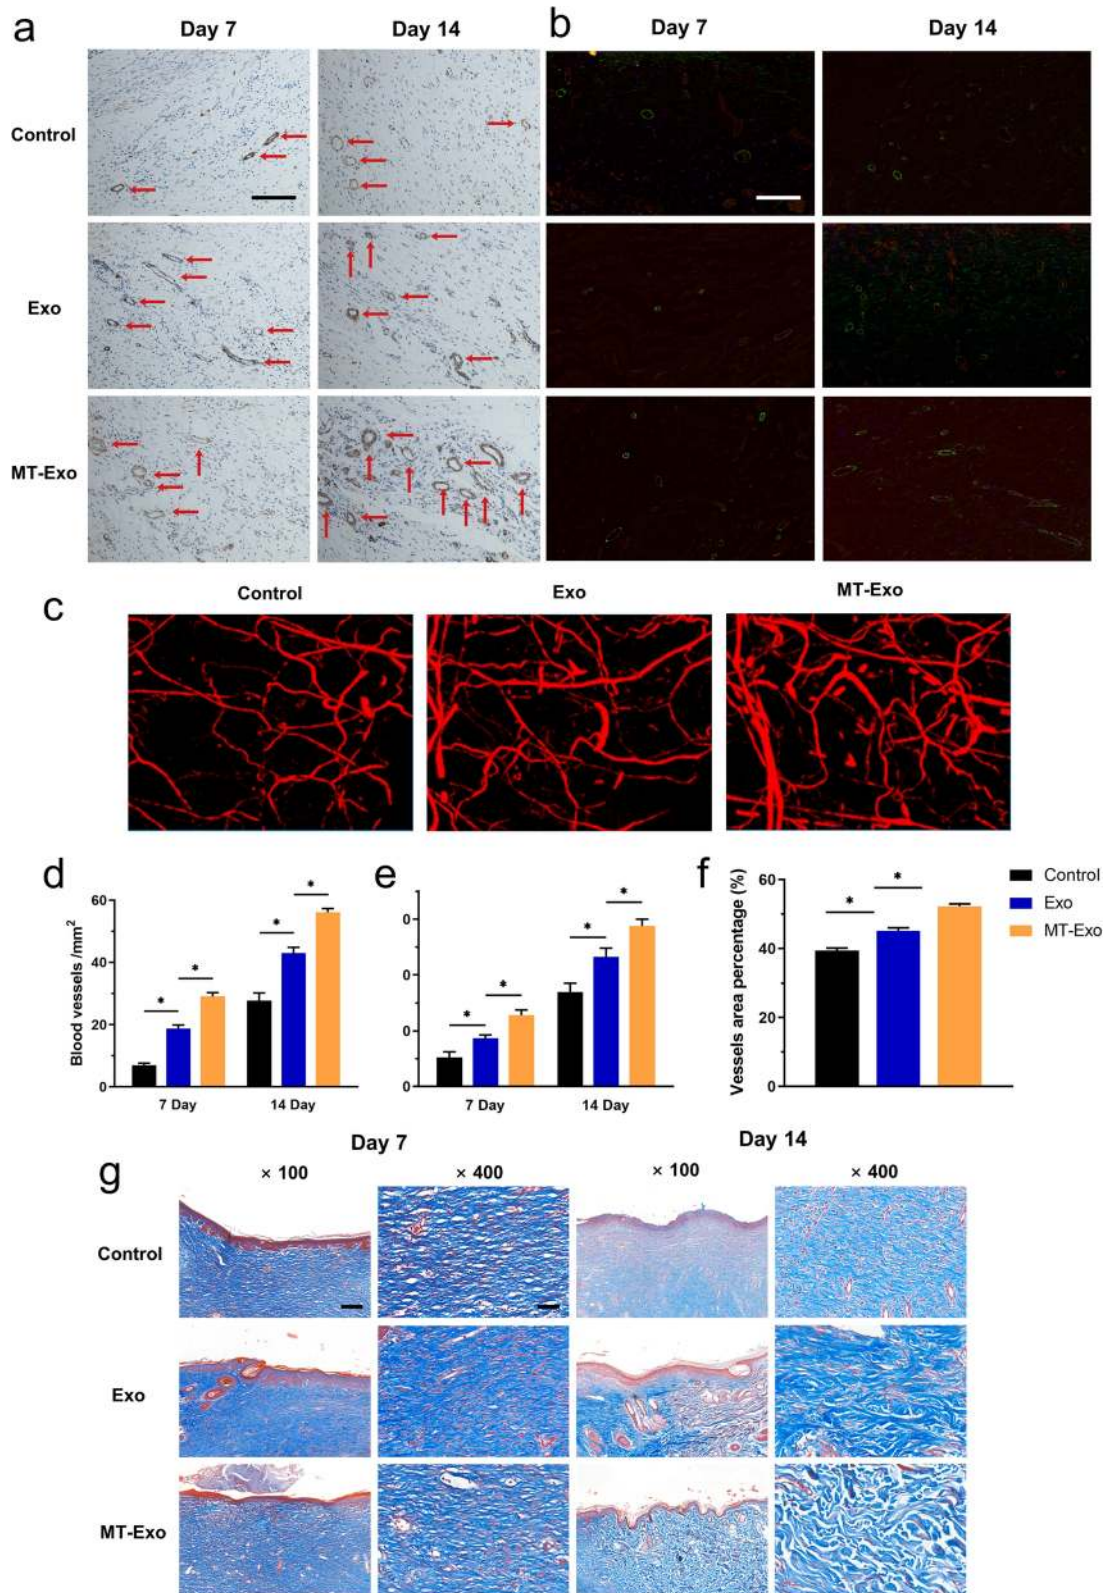 a
Day 7
Day 14
b
Day 7
Day 14
Control
Exo
MT-Exo
c
Control
Exo
MT-Exo
d
Blood vessels /mm²
60
40
20
0
*
*
*
*
7 Day
14 Day
e
0
0
0
0
*
*
*
*
7 Day
14 Day
f
Vessels area percentage (%)
60
40
20
0
*
*
Control
Exo
MT-Exo
g
Day 7
Day 14
× 100
× 400
× 100
× 400
Control
Exo
MT-Exo